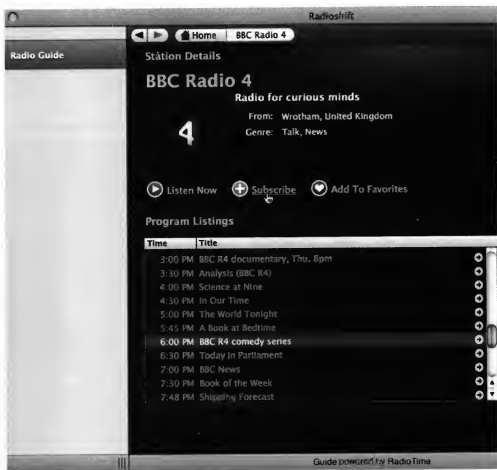 Radioshift
Home BBC Radio 4
Radio Guide
Station Details
BBC Radio 4
Radio for curious minds
From: Wrotham, United Kingdom
4
Genre: Talk, News
Listen Now Subscribe Add To Favorites
Program Listings
Time Title
3:00 PM BBC R4 documentary, Thu. 8pm
3:30 PM Analysis (BBC R4)
4:00 PM Science at Nine
4:30 PM In Our Time
5:00 PM The World Tonight
5:45 PM A Book at Bedtime
6:00 PM BBC R4 comedy series
6:30 PM Today in Parliament
7:00 PM BBC News
7:30 PM Book of the Week
7:48 PM Shipping Forecast
Guide powered by RadioTime